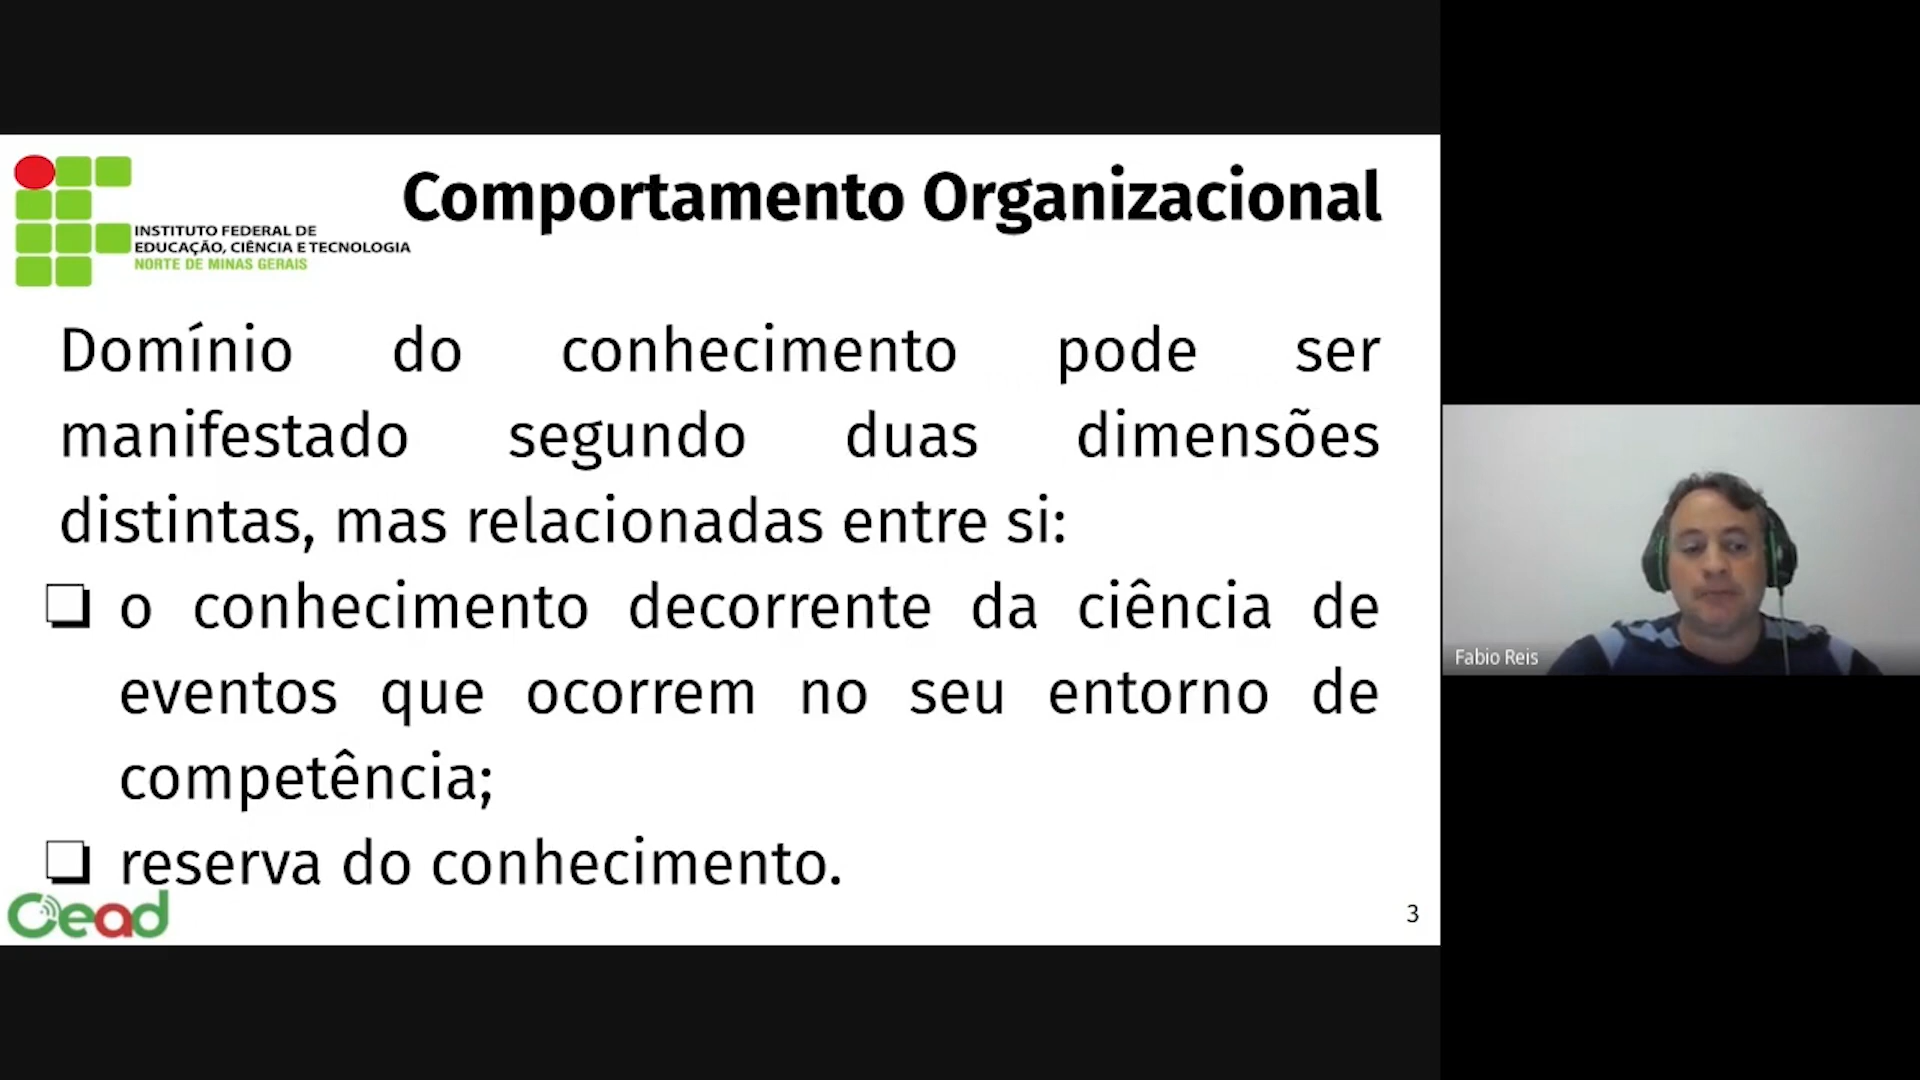 Comportamento Organizacional
INSTITUTO FEDERAL DE
EDUCAÇÃO, CIÊNCIA E TECNOLOGIA
NORTE DE MINAS GERAIS
Domínio do conhecimento pode ser
manifestado segundo duas dimensões
distintas, mas relacionadas entre si:
❏ o conhecimento decorrente da ciência de
eventos que ocorrem no seu entorno de
competência;
❏ reserva do conhecimento.
Cead
3
Fabio Reis